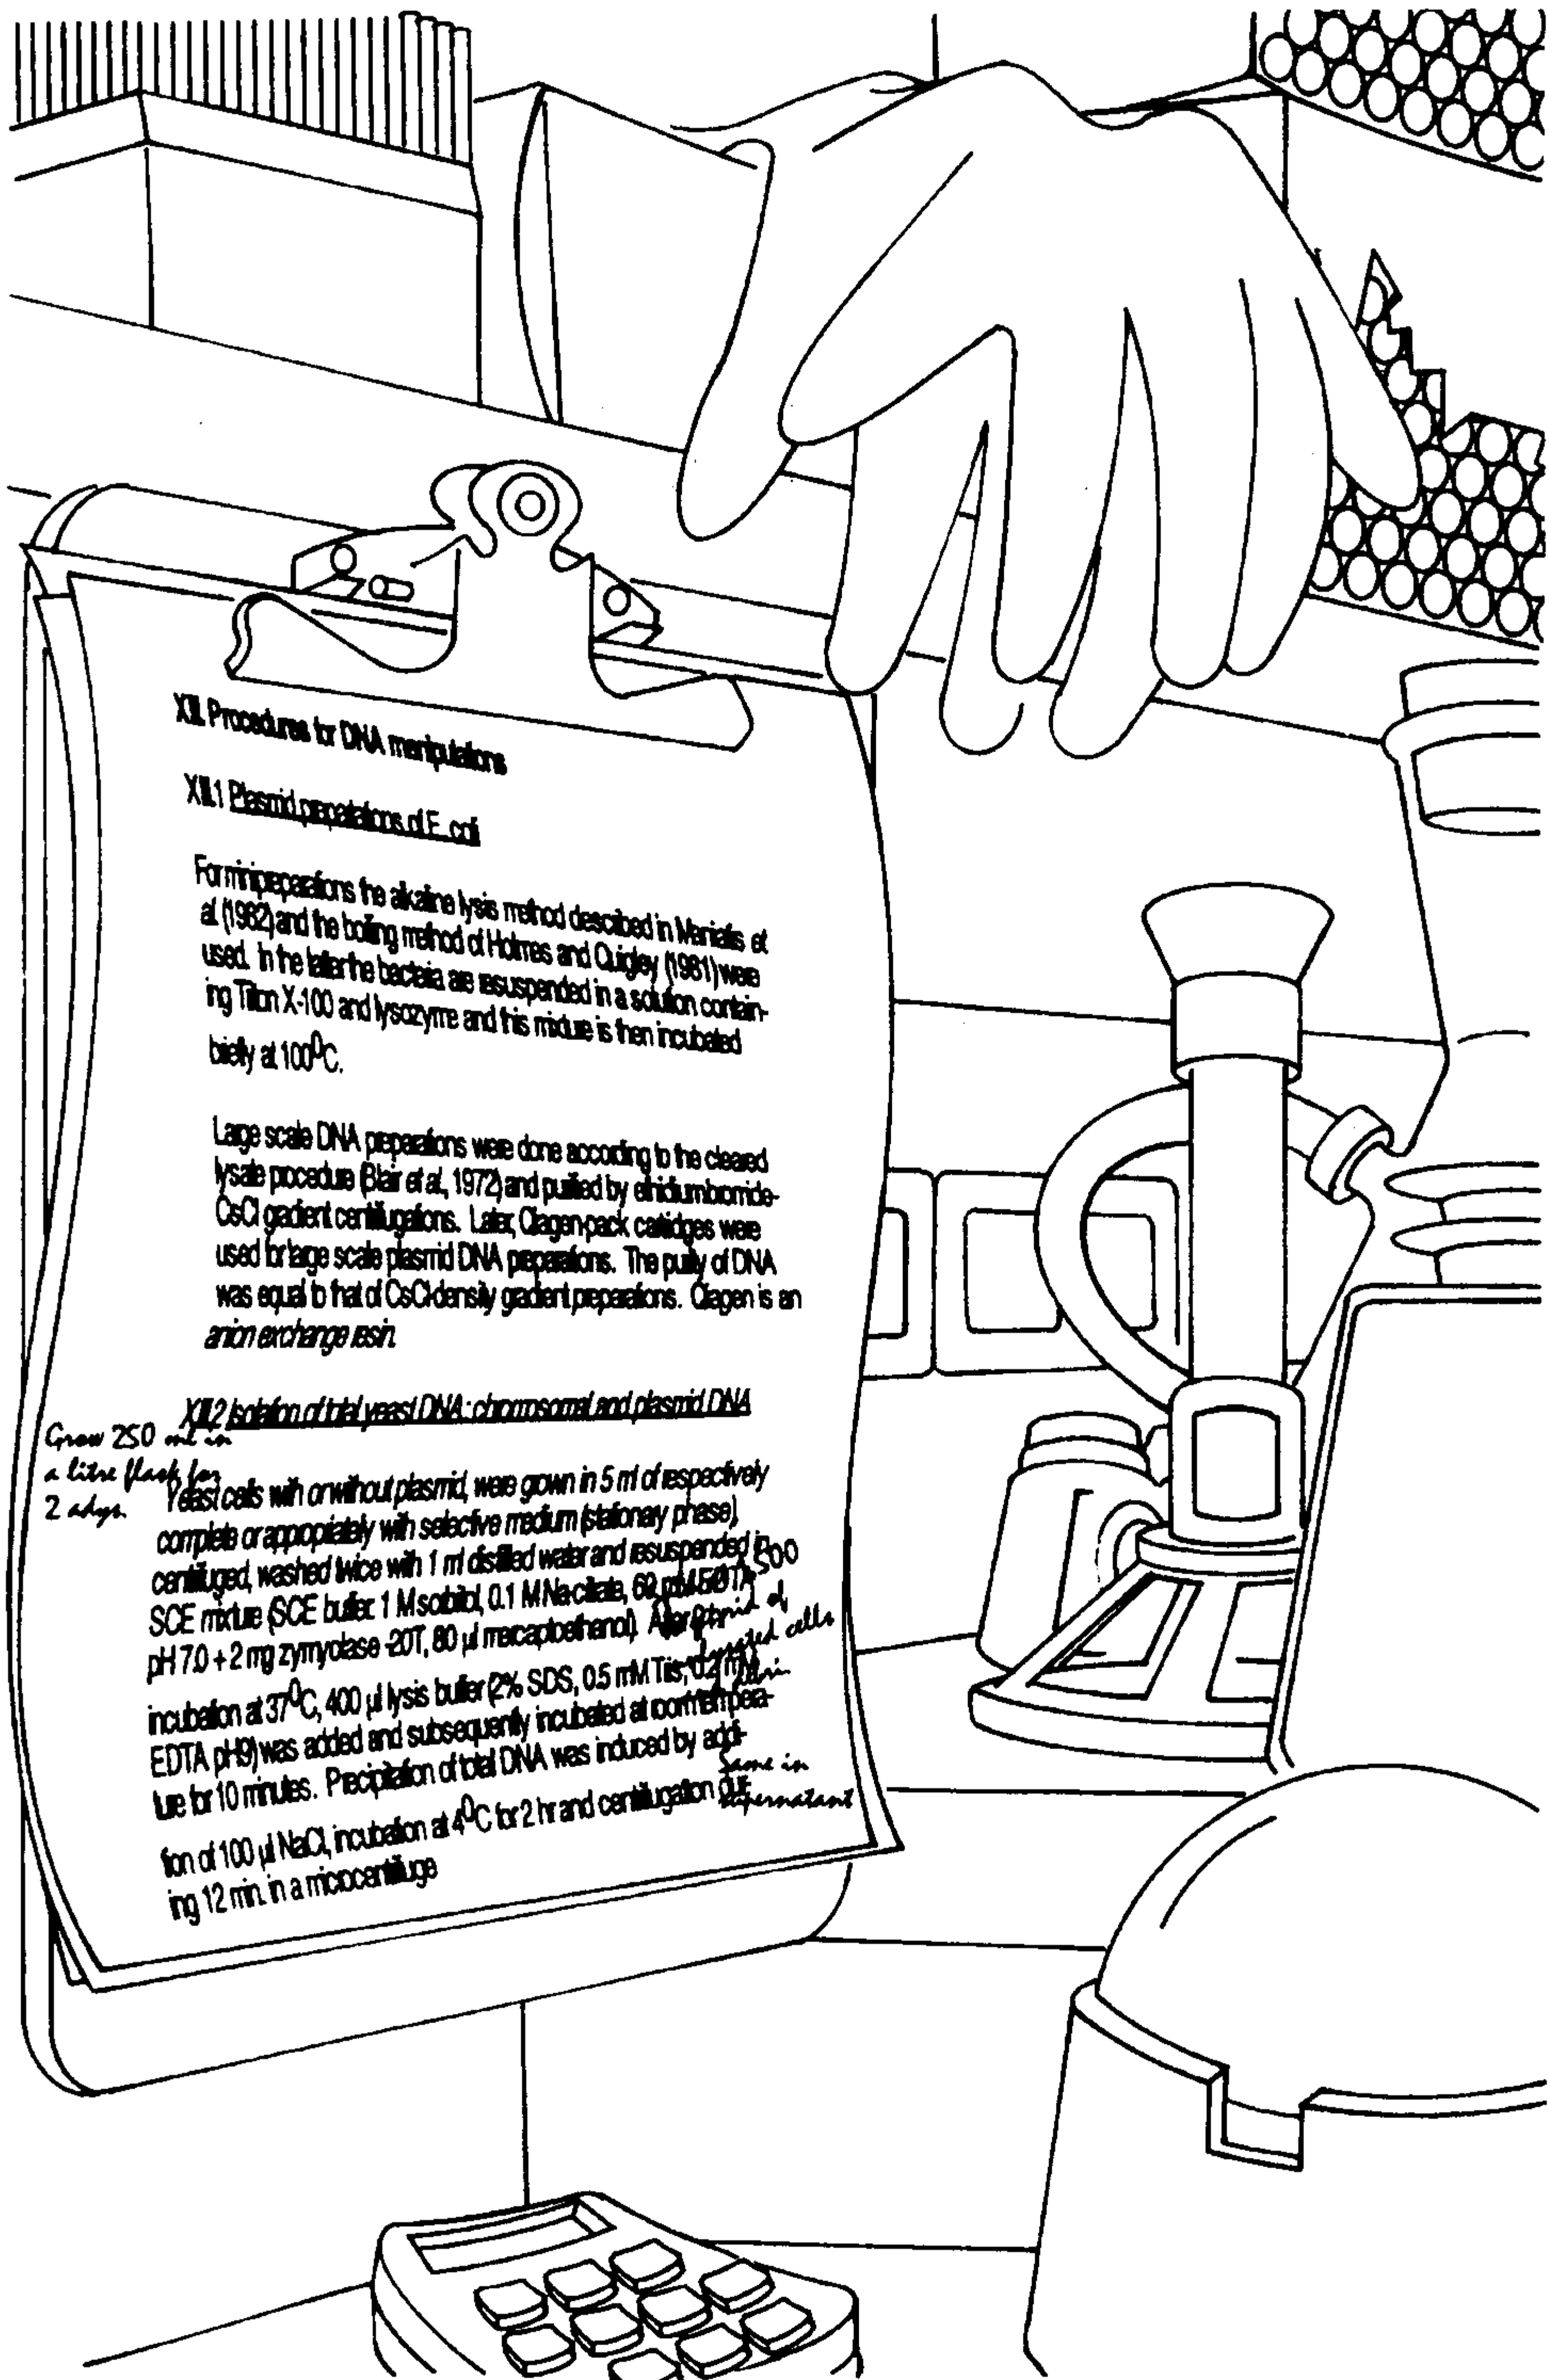 XII. Procedures for DNA manipulations
XII.1 Plasmid preparations of E. coli
For minipreparations the alkaline lysis method described in Maniatis et
al (1982) and the boiling method of Holmes and Quigley (1981) were
used. In the latter the bacteria are resuspended in a solution contain-
ing Triton X-100 and lysozyme and this mixture is then incubated
briefly at 100⁰C.
Large scale DNA preparations were done according to the cleared
lysate procedure (Blair et al, 1972) and purified by ethidiumbromide-
CsCl gradient centrifugations. Later, Qiagen-pack cartridges were
used for large scale plasmid DNA preparations. The purity of DNA
was equal to that of CsCl-density gradient preparations. Qiagen is an
anion exchange resin.
XII.2 Isolation of total yeast DNA: chromosomal and plasmid DNA
Grow 250 ml in
a litre flask for
2 adys.
Yeast cells with or without plasmid, were grown in 5 ml of respectively
complete or appropriately with selective medium (stationary phase),
centrifuged, washed twice with 1 ml distilled water and resuspended in
SCE mixture (SCE buffer: 1 M sorbitol, 0.1 M Na-citrate, 60 EDTA, 500
pH 7.0 + 2 mg zymyolase -20T, 80 µl mercaptoethanol). After rid of
cells
incubation at 37⁰C, 400 µl lysis buffer (2% SDS, 0.5 mM Tris,
EDTA pH9) was added and subsequently incubated at room tempera-
ture for 10 minutes. Precipitation of total DNA was induced by addi-
Same in
supernatant
tion of 100 µl NaCl, incubation at 4⁰C for 2 hr and centrifugation dur-
ing 12 min. in a microcentrifuge